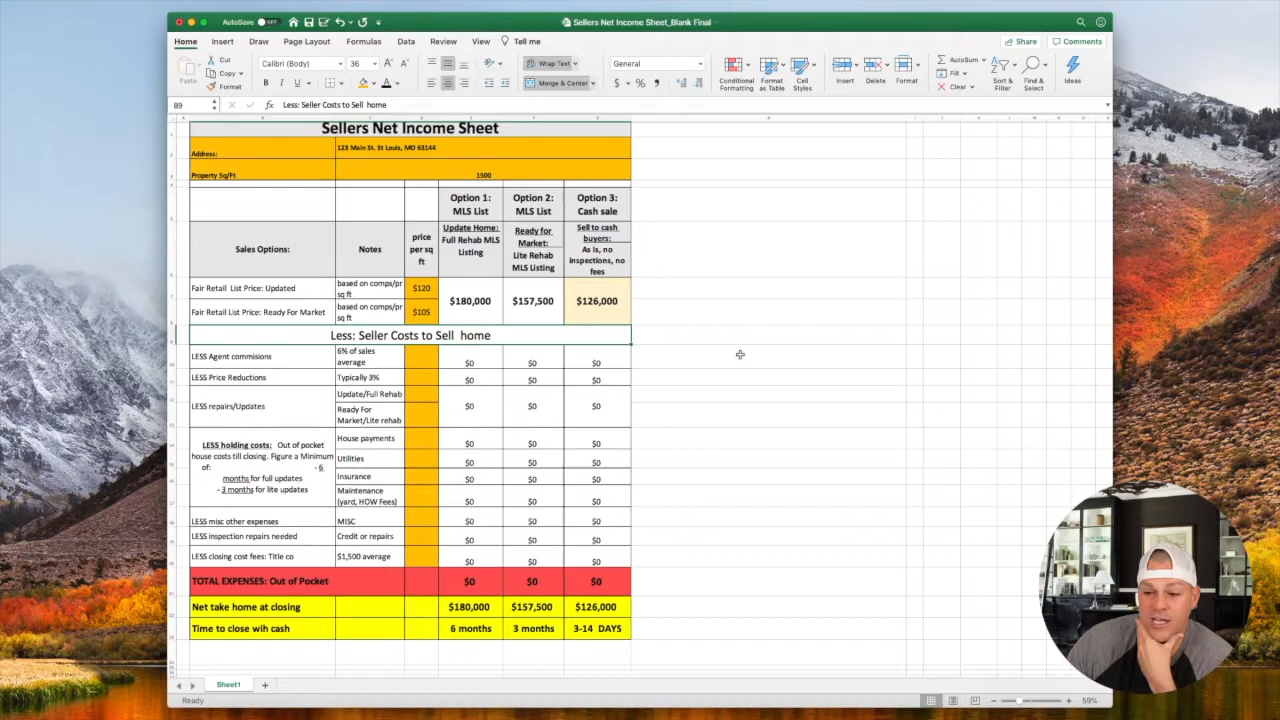 AutoSave OFF Sellers Net Income Sheet_Blank Final
Home Insert Draw Page Layout Formulas Data Review View Tell me Share Comments
Paste
Cut
Copy
Format
Calibri (Body) 36
B I U
Wrap Text
Merge & Center
General
$ % ,
Conditional Formatting
Format as Table
Cell Styles
Insert
Delete
Format
AutoSum
Fill
Clear
Sort & Filter
Find & Select
Ideas
B9 fx Less: Seller Costs to Sell home
Sellers Net Income Sheet
Address: 123 Main St. St Louis, MO 63144
Property Sq/Ft 1500
Option 1: MLS List
Option 2: MLS List
Option 3: Cash sale
Sales Options:
Notes
price per sq ft
Update Home: Full Rehab MLS Listing
Ready for Market: Lite Rehab MLS Listing
Sell to cash buyers: As Is, no inspections, no fees
Fair Retail List Price: Updated based on comps/pr sq ft $120
Fair Retail List Price: Ready For Market based on comps/pr sq ft $105
$180,000 $157,500 $126,000
Less: Seller Costs to Sell home
LESS Agent commisions 6% of sales average $0 $0 $0
LESS Price Reductions Typically 3% $0 $0 $0
LESS repairs/Updates
Update/Full Rehab
Ready For Market/Lite rehab
$0 $0 $0
LESS holding costs: Out of pocket
house costs till closing. Figure a Minimum
of: - 6
months for full updates
- 3 months for lite updates
House payments $0 $0 $0
Utilities $0 $0 $0
Insurance $0 $0 $0
Maintenance (yard, HOW Fees) $0 $0 $0
LESS misc other expenses MISC $0 $0 $0
LESS inspection repairs needed Credit or repairs $0 $0 $0
LESS closing cost fees: Title co $1,500 average $0 $0 $0
TOTAL EXPENSES: Out of Pocket $0 $0 $0
Net take home at closing $180,000 $157,500 $126,000
Time to close wih cash 6 months 3 months 3-14 DAYS
Sheet1
Ready
59%